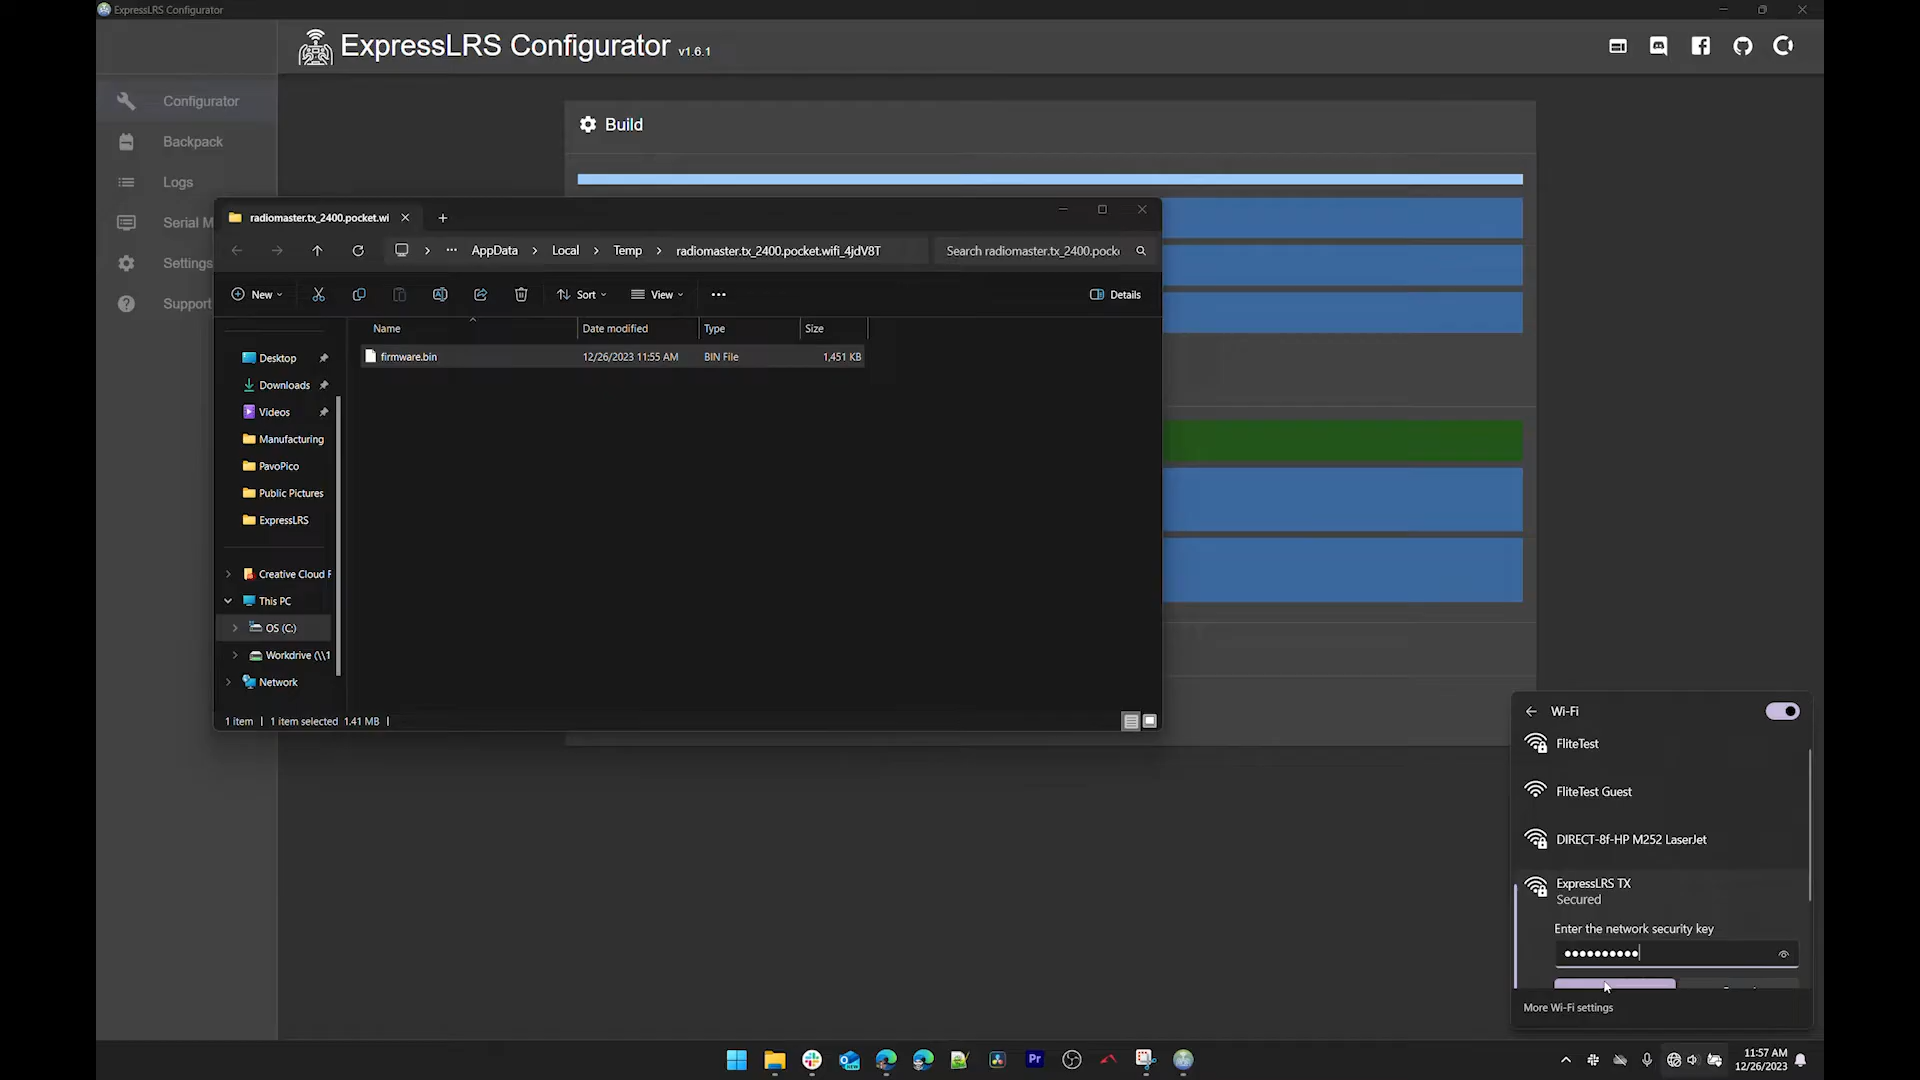 ExpressLRS Configurator
ExpressLRS Configurator v1.6.1
Configurator
Backpack
Logs
Serial M
Settings
Support
Build
radiomaster.tx_2400.pocket.wi
AppData > Local > Temp > radiomaster.tx_2400.pocket.wifi_4jdV8T
Search radiomaster.tx_2400.pock
New
Sort
View
Details
Name Date modified Type Size
firmware.bin 12/26/2023 11:55 AM BIN File 1,451 KB
Desktop
Downloads
Videos
Manufacturing
PavoPico
Public Pictures
ExpressLRS
Creative Cloud F
This PC
OS (C:)
Workdrive (\\1
Network
1 item | 1 item selected 1.41 MB |
Wi-Fi
FliteTest
FliteTest Guest
DIRECT-8f-HP M252 LaserJet
ExpressLRS TX
Secured
Enter the network security key
More Wi-Fi settings
Pr
11:57 AM
12/26/2023